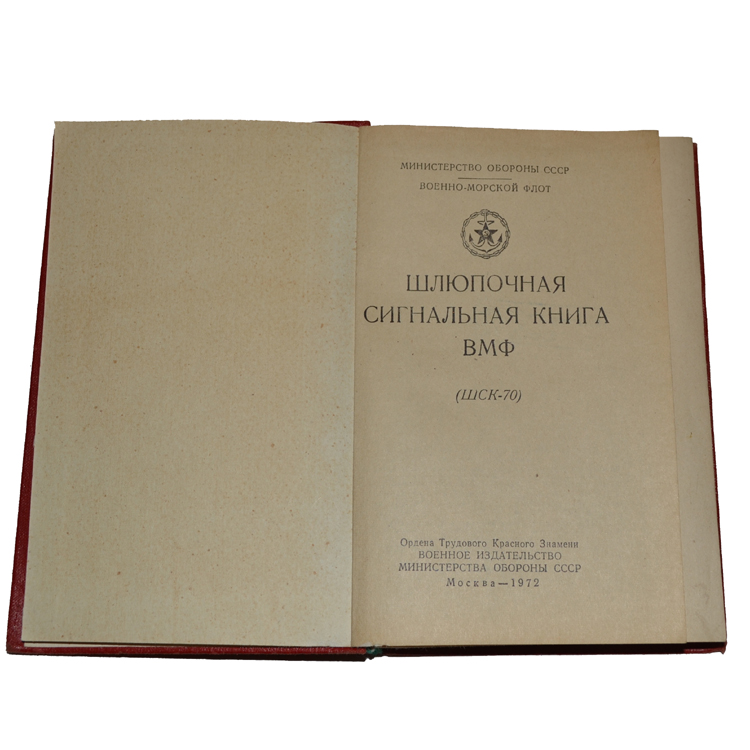 МИНИСТЕРСТВО ОБОРОНЫ СССР
ВОЕННО-МОРСКОЙ ФЛОТ
ШЛЮПОЧНАЯ
СИГНАЛЬНАЯ КНИГА
ВМФ
(ШСК-70)
Ордена Трудового Красного Знамени
ВОЕННОЕ ИЗДАТЕЛЬСТВО
МИНИСТЕРСТВА ОБОРОНЫ СССР
Москва—1972